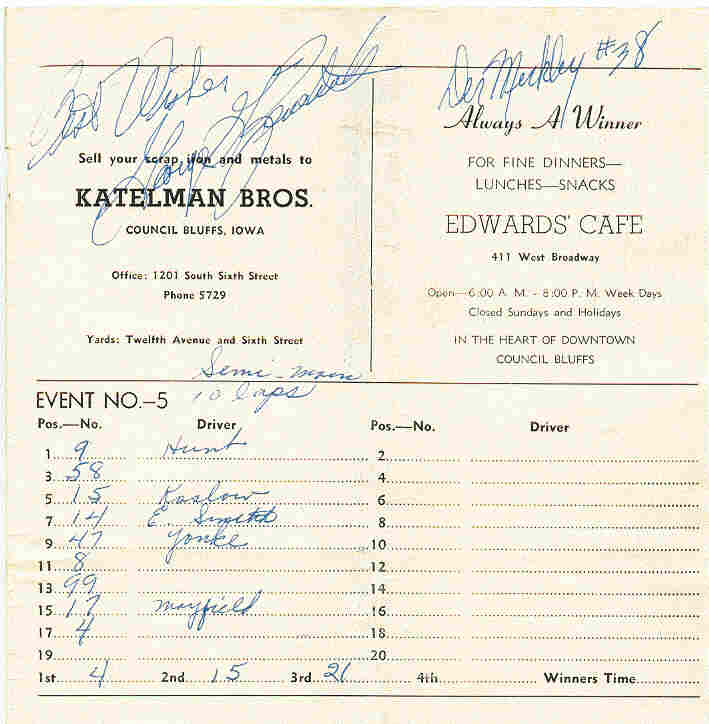 Best Wishes
Sell your scrap iron and metals to
KATELMAN BROS.
COUNCIL BLUFFS, IOWA
Office: 1201 South Sixth Street
Phone 5729
Yards: Twelfth Avenue and Sixth Street
#38
Always A Winner
FOR FINE DINNERS—
LUNCHES—SNACKS
EDWARDS' CAFE
411 West Broadway
Open—6:00 A. M. - 8:00 P. M. Week Days
Closed Sundays and Holidays
IN THE HEART OF DOWNTOWN
COUNCIL BLUFFS
Semi-main
10 laps
EVENT NO.—5
Pos.—No. Driver Pos.—No. Driver
1 9 Hunt 2
3 58 4
5 15 Kaslow 6
7 14 E Smith 8
9 47 Yonke 10
11 8 12
13 99 14
15 17 mayfield 16
17 4 18
19 20
1st 4 2nd 15 3rd 21 4th Winners Time